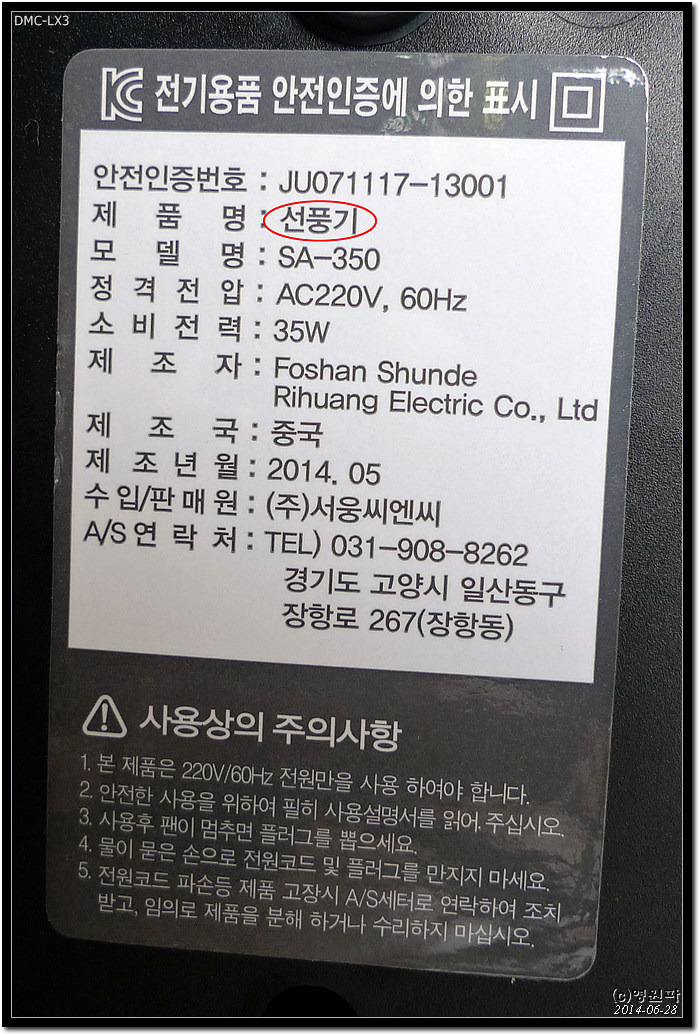 DMC-LX3
KC 전기용품 안전인증에 의한 표시
안전인증번호 : JU071117-13001
제 품 명 : 선풍기
모 델 명 : SA-350
정 격 전 압 : AC220V, 60Hz
소 비 전 력 : 35W
제 조 자 : Foshan Shunde
Rihuang Electric Co., Ltd
제 조 국 : 중국
제 조 년 월 : 2014. 05
수 입/판 매 원 : (주)서웅씨엔씨
A/S 연 락 처 : TEL) 031-908-8262
경기도 고양시 일산동구
장항로 267(장항동)
사용상의 주의사항
1. 본 제품은 220V/60Hz 전원만을 사용 하여야 합니다.
2. 안전한 사용을 위하여 필히 사용설명서를 읽어 주십시오.
3. 사용후 팬이 멈추면 플러그를 뽑으세요.
4. 물이 묻은 손으로 전원코드 및 플러그를 만지지 마세요.
5. 전원코드 파손등 제품 고장시 A/S세터로 연락하여 조치
받고, 임의로 제품을 분해 하거나 수리하지 마십시오.
(c)영원파
2014-06-28